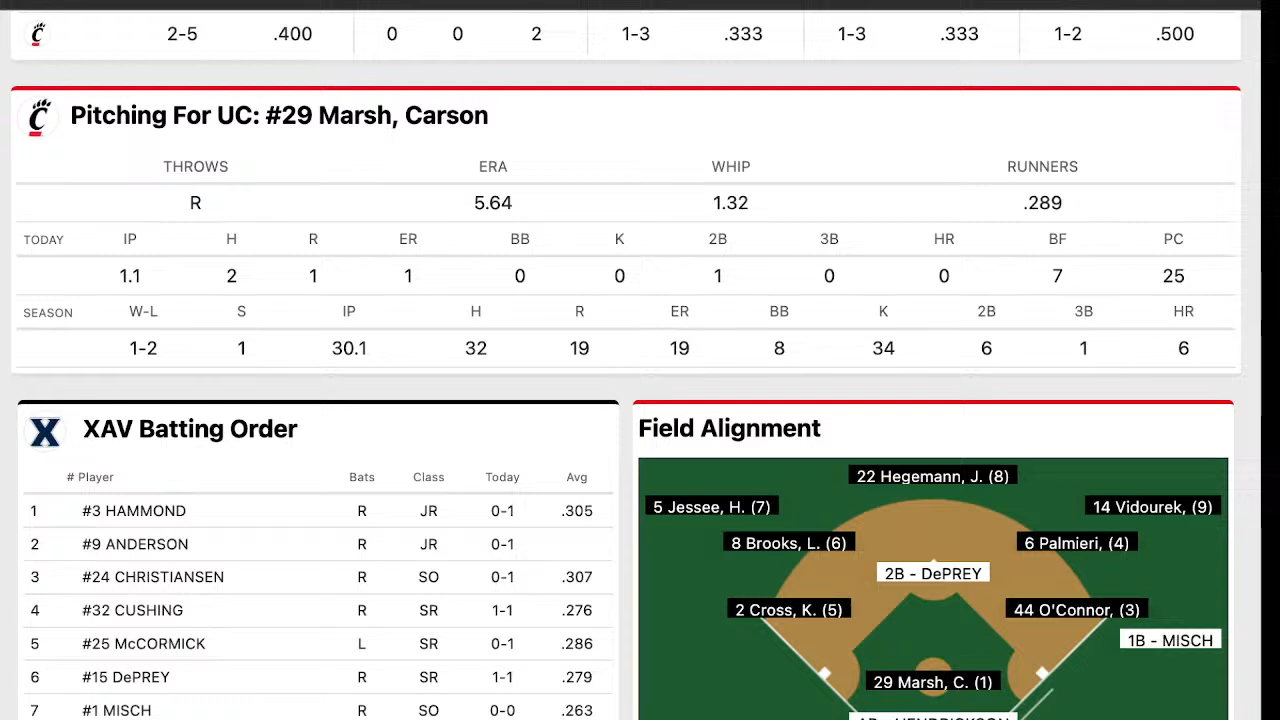 2-5 .400 0 0 2 1-3 .333 1-3 .333 1-2 .500
Pitching For UC: #29 Marsh, Carson
THROWS ERA WHIP RUNNERS
R 5.64 1.32 .289
TODAY IP H R ER BB K 2B 3B HR BF PC
1.1 2 1 1 0 0 1 0 0 7 25
SEASON W-L S IP H R ER BB K 2B 3B HR
1-2 1 30.1 32 19 19 8 34 6 1 6
XAV Batting Order
# Player Bats Class Today Avg
1 #3 HAMMOND R JR 0-1 .305
2 #9 ANDERSON R JR 0-1
3 #24 CHRISTIANSEN R SO 0-1 .307
4 #32 CUSHING R SR 1-1 .276
5 #25 McCORMICK L SR 0-1 .286
6 #15 DePREY R SR 1-1 .279
7 #1 MISCH R SO 0-0 .263
Field Alignment
22 Hegemann, J. (8)
5 Jessee, H. (7) 14 Vidourek, (9)
8 Brooks, L. (6) 6 Palmieri, (4)
2B - DePREY
2 Cross, K. (5) 44 O'Connor, (3)
1B - MISCH
29 Marsh, C. (1)